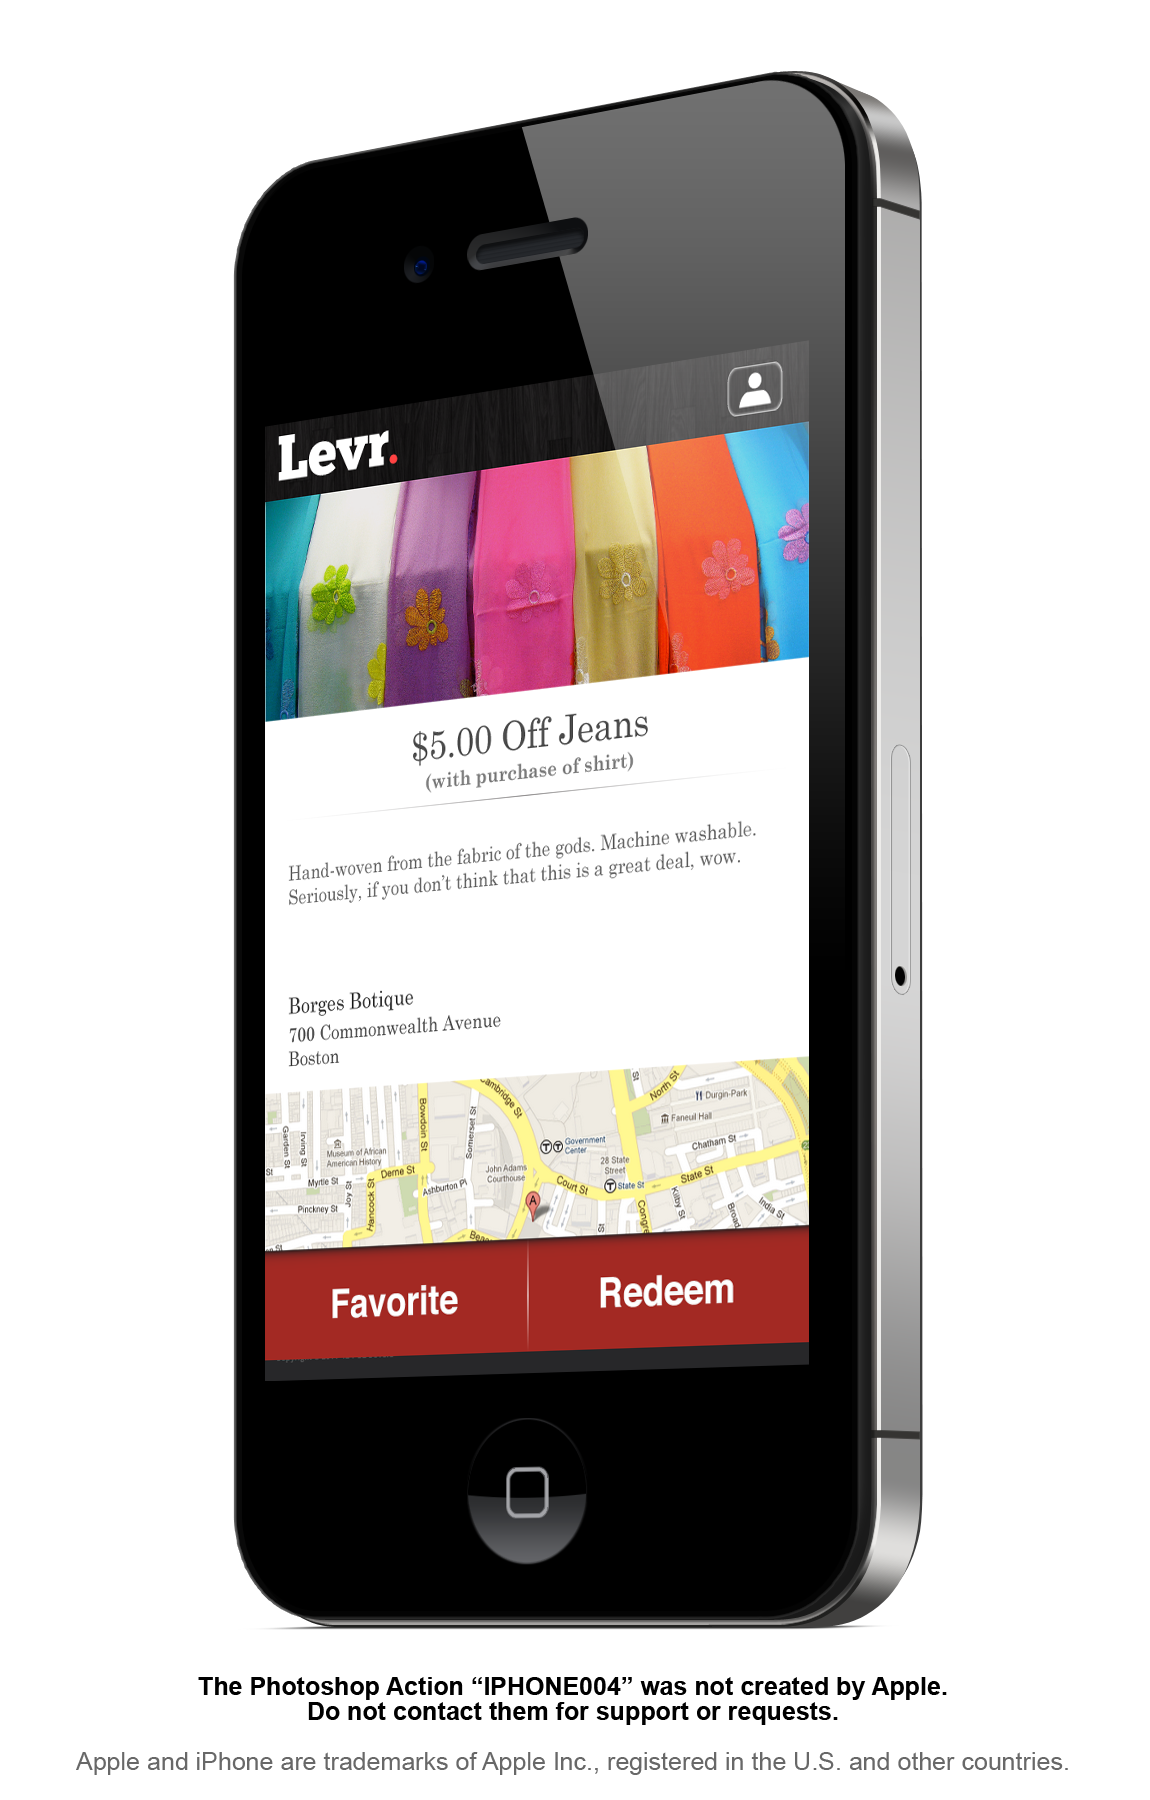 Levr.
$5.00 Off Jeans
(with purchase of shirt)
Hand-woven from the fabric of the gods. Machine washable.
Seriously, if you don't think that this is a great deal, wow.
Borges Botique
700 Commonwealth Avenue
Boston
Cambridge St
North St
Durgin-Park
Faneuil Hall
Bowdoin St
Somerset St
Garden St
Irving St
Museum of African
American History
Government
Center
Chatham St
St
St
Myrtle St
Joy St
Derne St
Ashburton Pl
John Adams
Courthouse
28 State
Street
State St
Court St
State St
Pinckney St
Hancock St
A
Kilby St
India St
St
Favorite
Redeem
The Photoshop Action “IPHONE004” was not created by Apple.
Do not contact them for support or requests.
Apple and iPhone are trademarks of Apple Inc., registered in the U.S. and other countries.